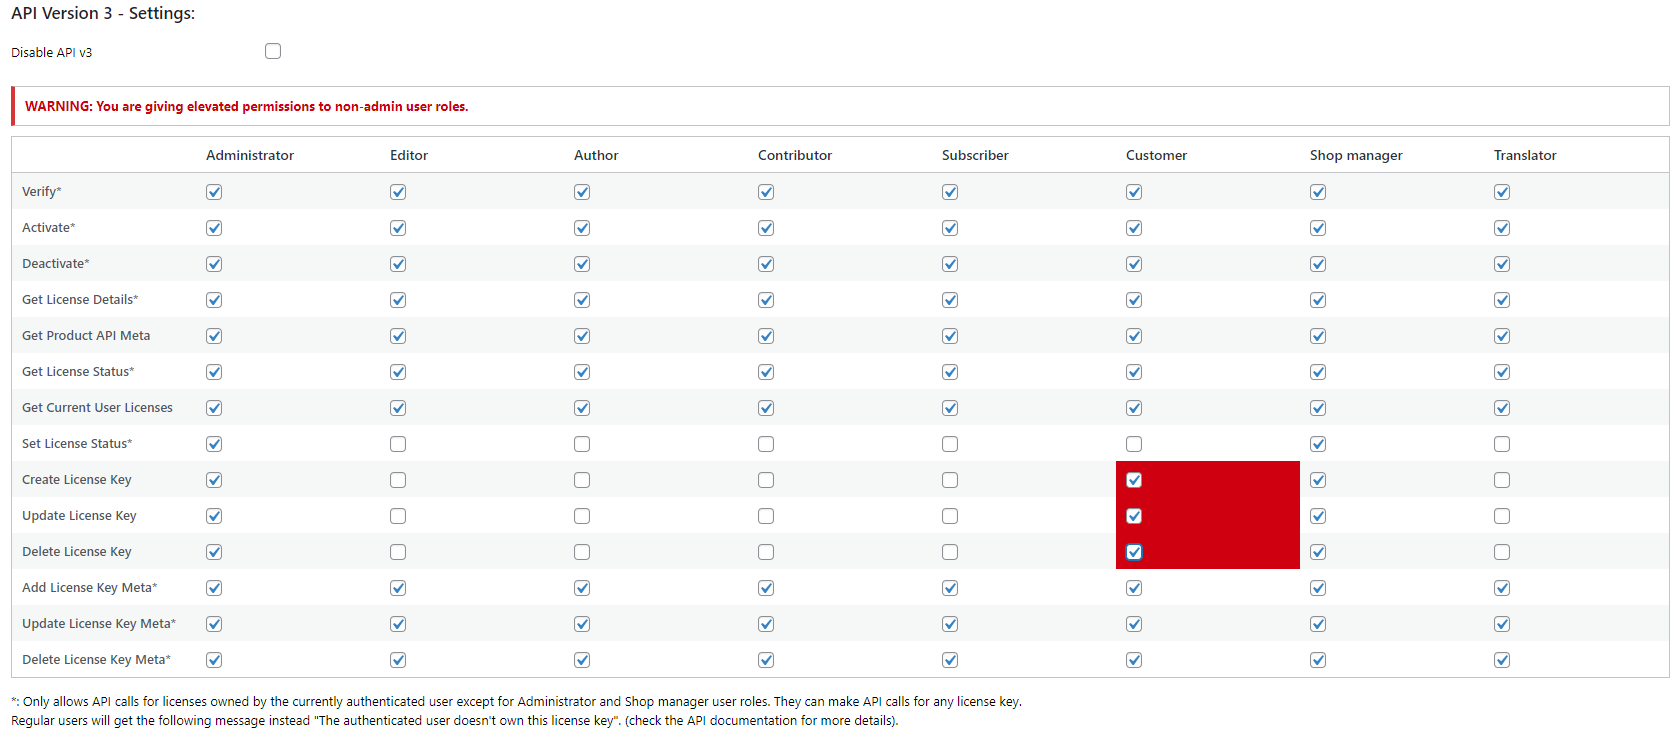 API Version 3 - Settings:
Disable API v3
WARNING: You are giving elevated permissions to non-admin user roles.
Administrator Editor Author Contributor Subscriber Customer Shop manager Translator
Verify*
Activate*
Deactivate*
Get License Details*
Get Product API Meta
Get License Status*
Get Current User Licenses
Set License Status*
Create License Key
Update License Key
Delete License Key
Add License Key Meta*
Update License Key Meta*
Delete License Key Meta*
*: Only allows API calls for licenses owned by the currently authenticated user except for Administrator and Shop manager user roles. They can make API calls for any license key.
Regular users will get the following message instead "The authenticated user doesn't own this license key". (check the API documentation for more details).